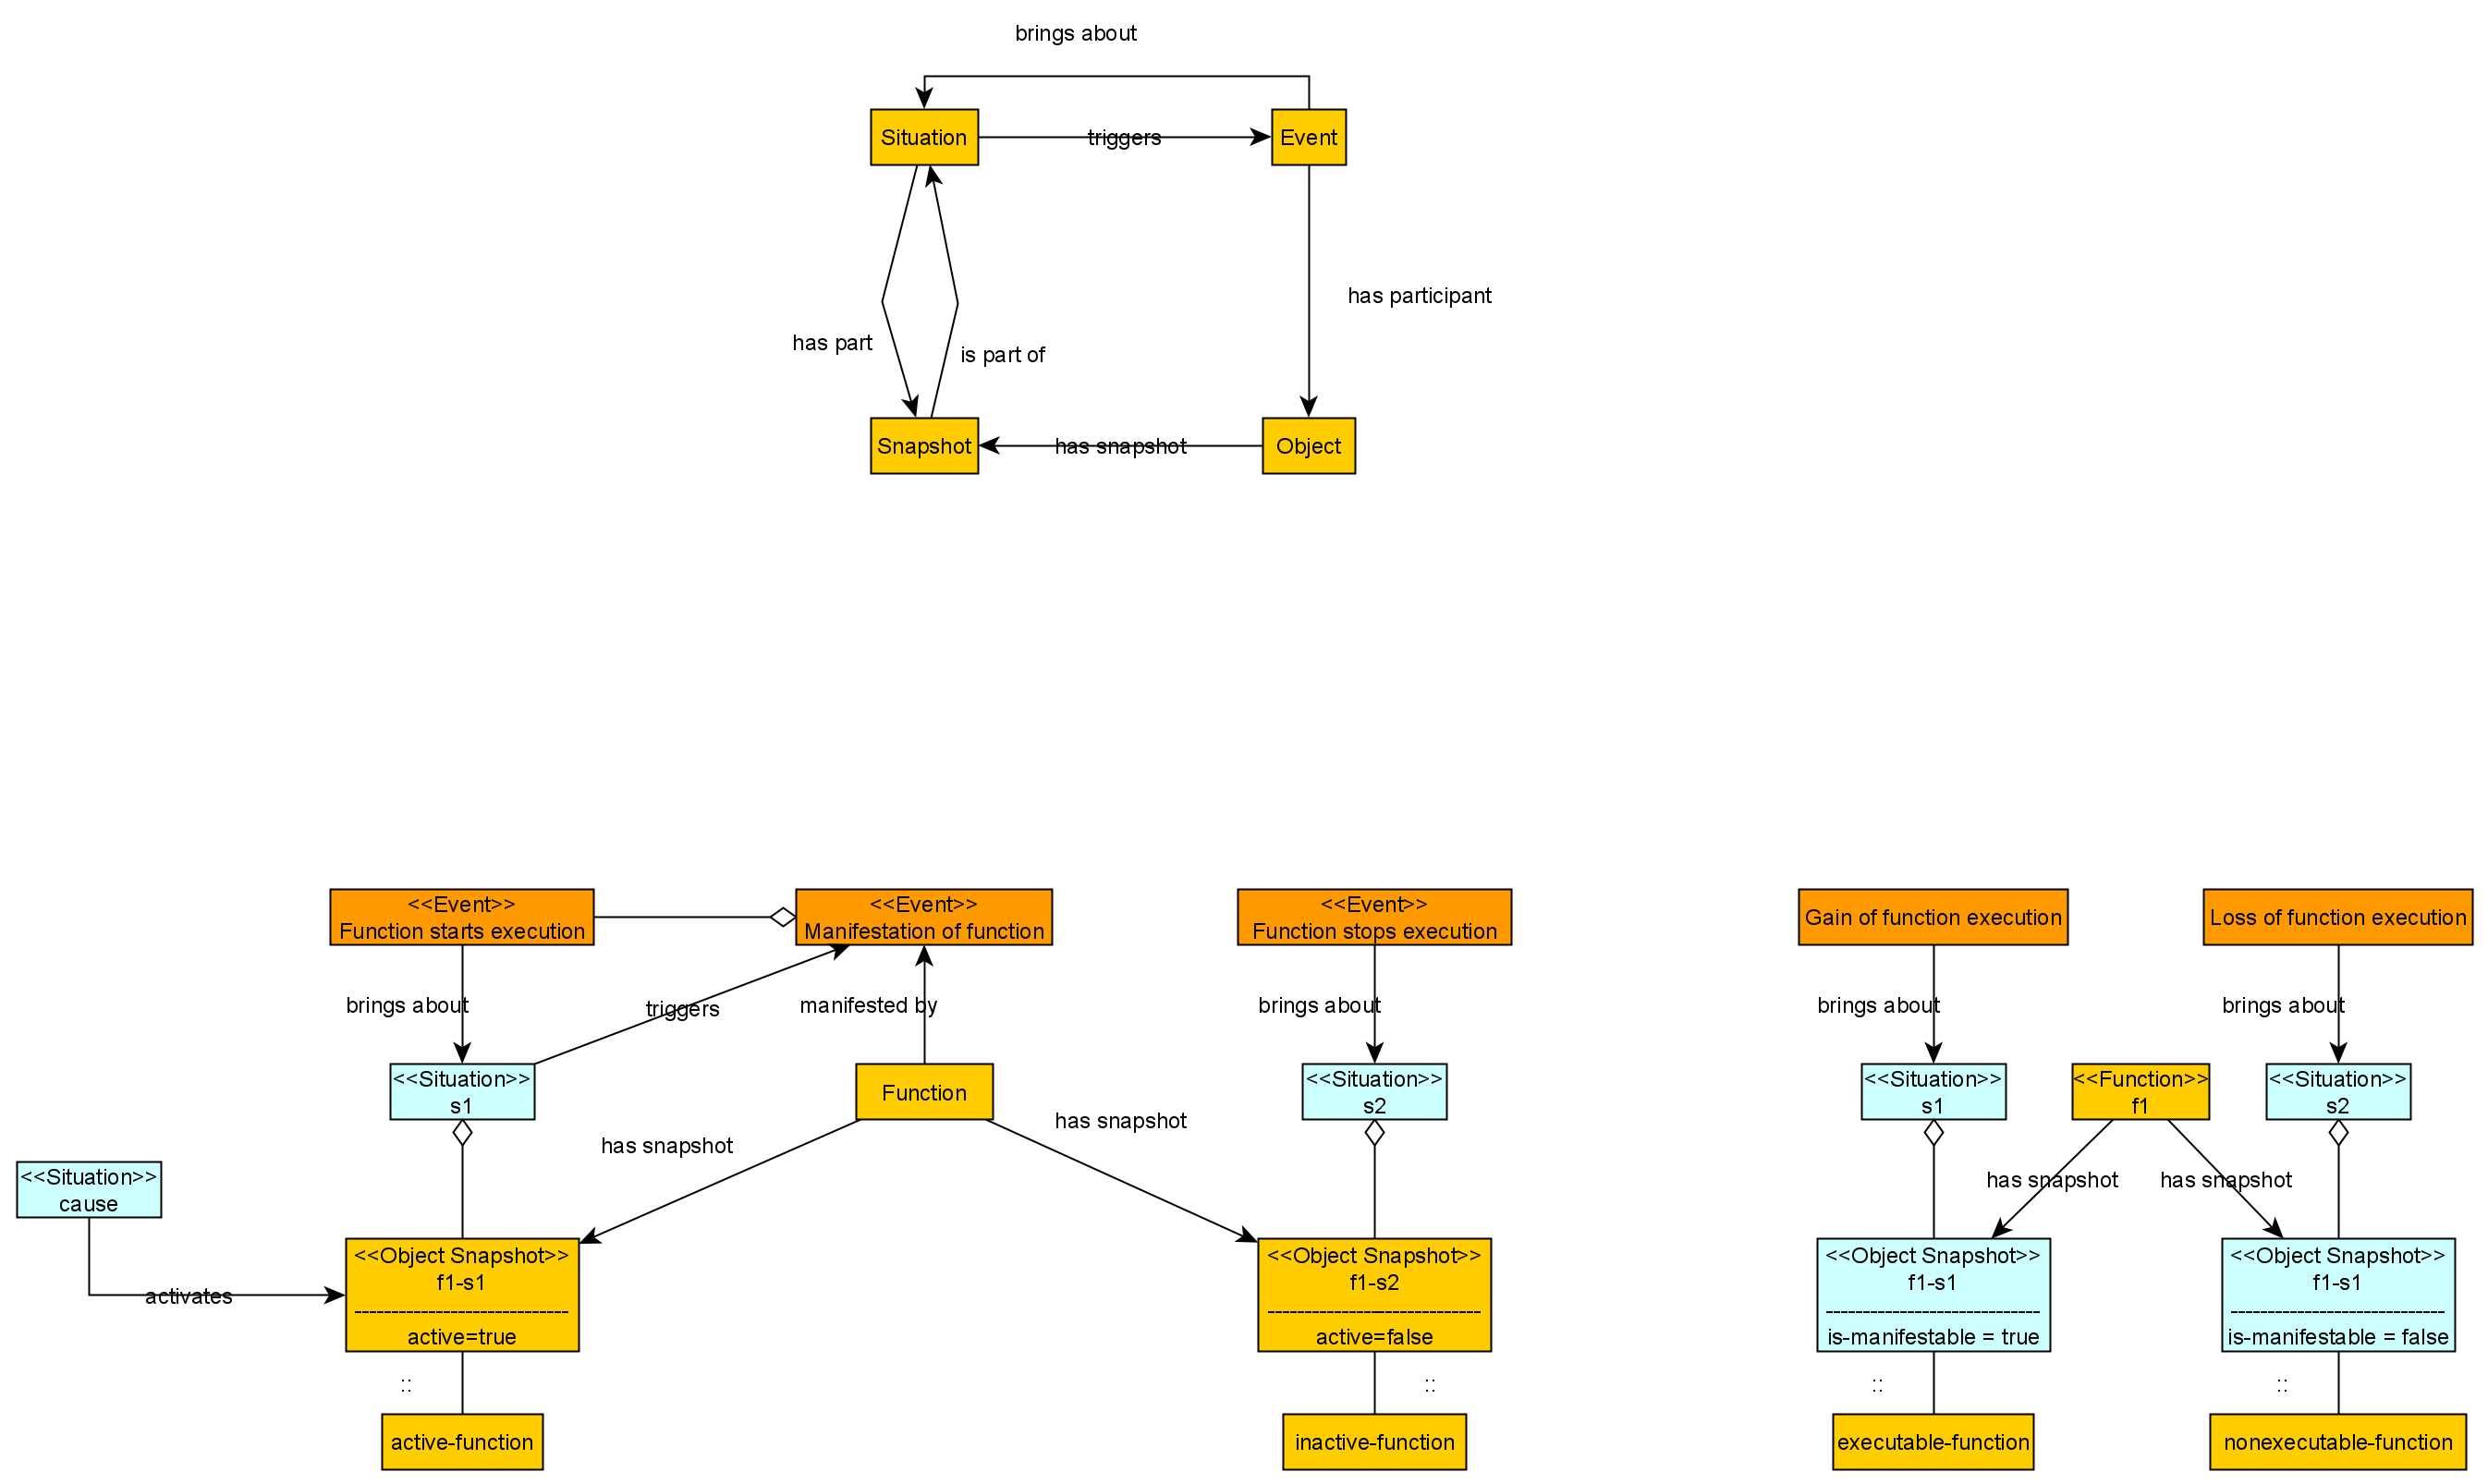 brings about
Situation
triggers
Event
has participant
has part
is part of
Snapshot
has snapshot
Object
<<Event>>
Function starts execution
<<Event>>
Manifestation of function
<<Event>>
Function stops execution
Gain of function execution
Loss of function execution
brings about
triggers
manifested by
brings about
brings about
brings about
<<Situation>>
s1
Function
<<Situation>>
s2
<<Situation>>
s1
<<Function>>
f1
<<Situation>>
s2
has snapshot
has snapshot
has snapshot
has snapshot
<<Situation>>
cause
activates
<<Object Snapshot>>
f1-s1
-----------------------------
active=true
<<Object Snapshot>>
f1-s2
-----------------------------
active=false
<<Object Snapshot>>
f1-s1
-----------------------------
is-manifestable = true
<<Object Snapshot>>
f1-s1
-----------------------------
is-manifestable = false
::
::
::
::
active-function
inactive-function
executable-function
nonexecutable-function